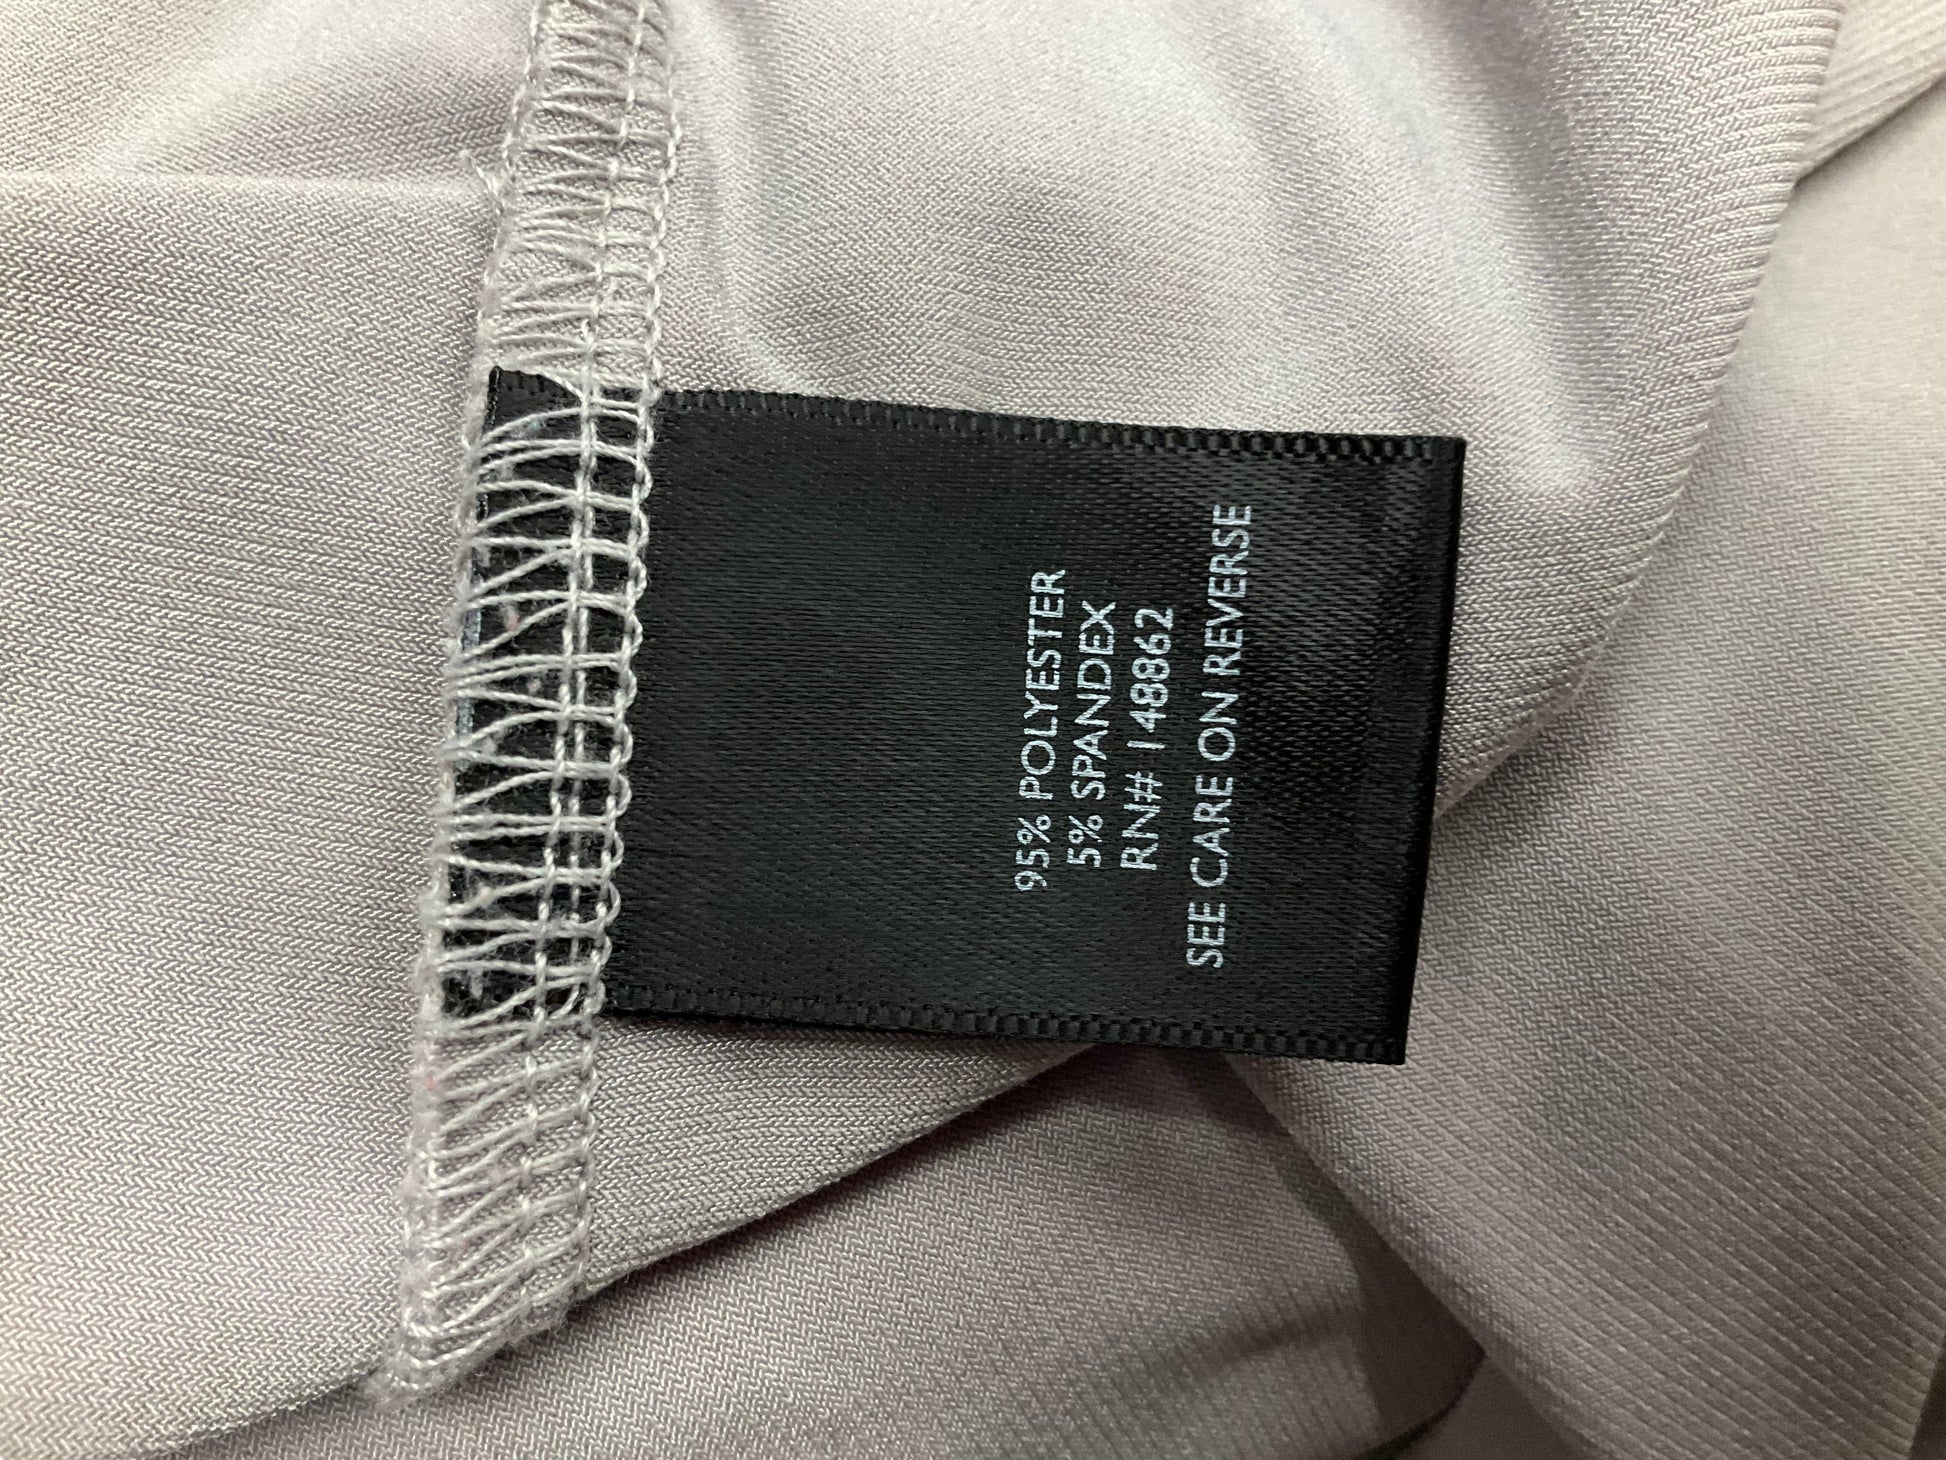 95% POLYESTER
5% SPANDEX
RN# 148862
SEE CARE ON REVERSE